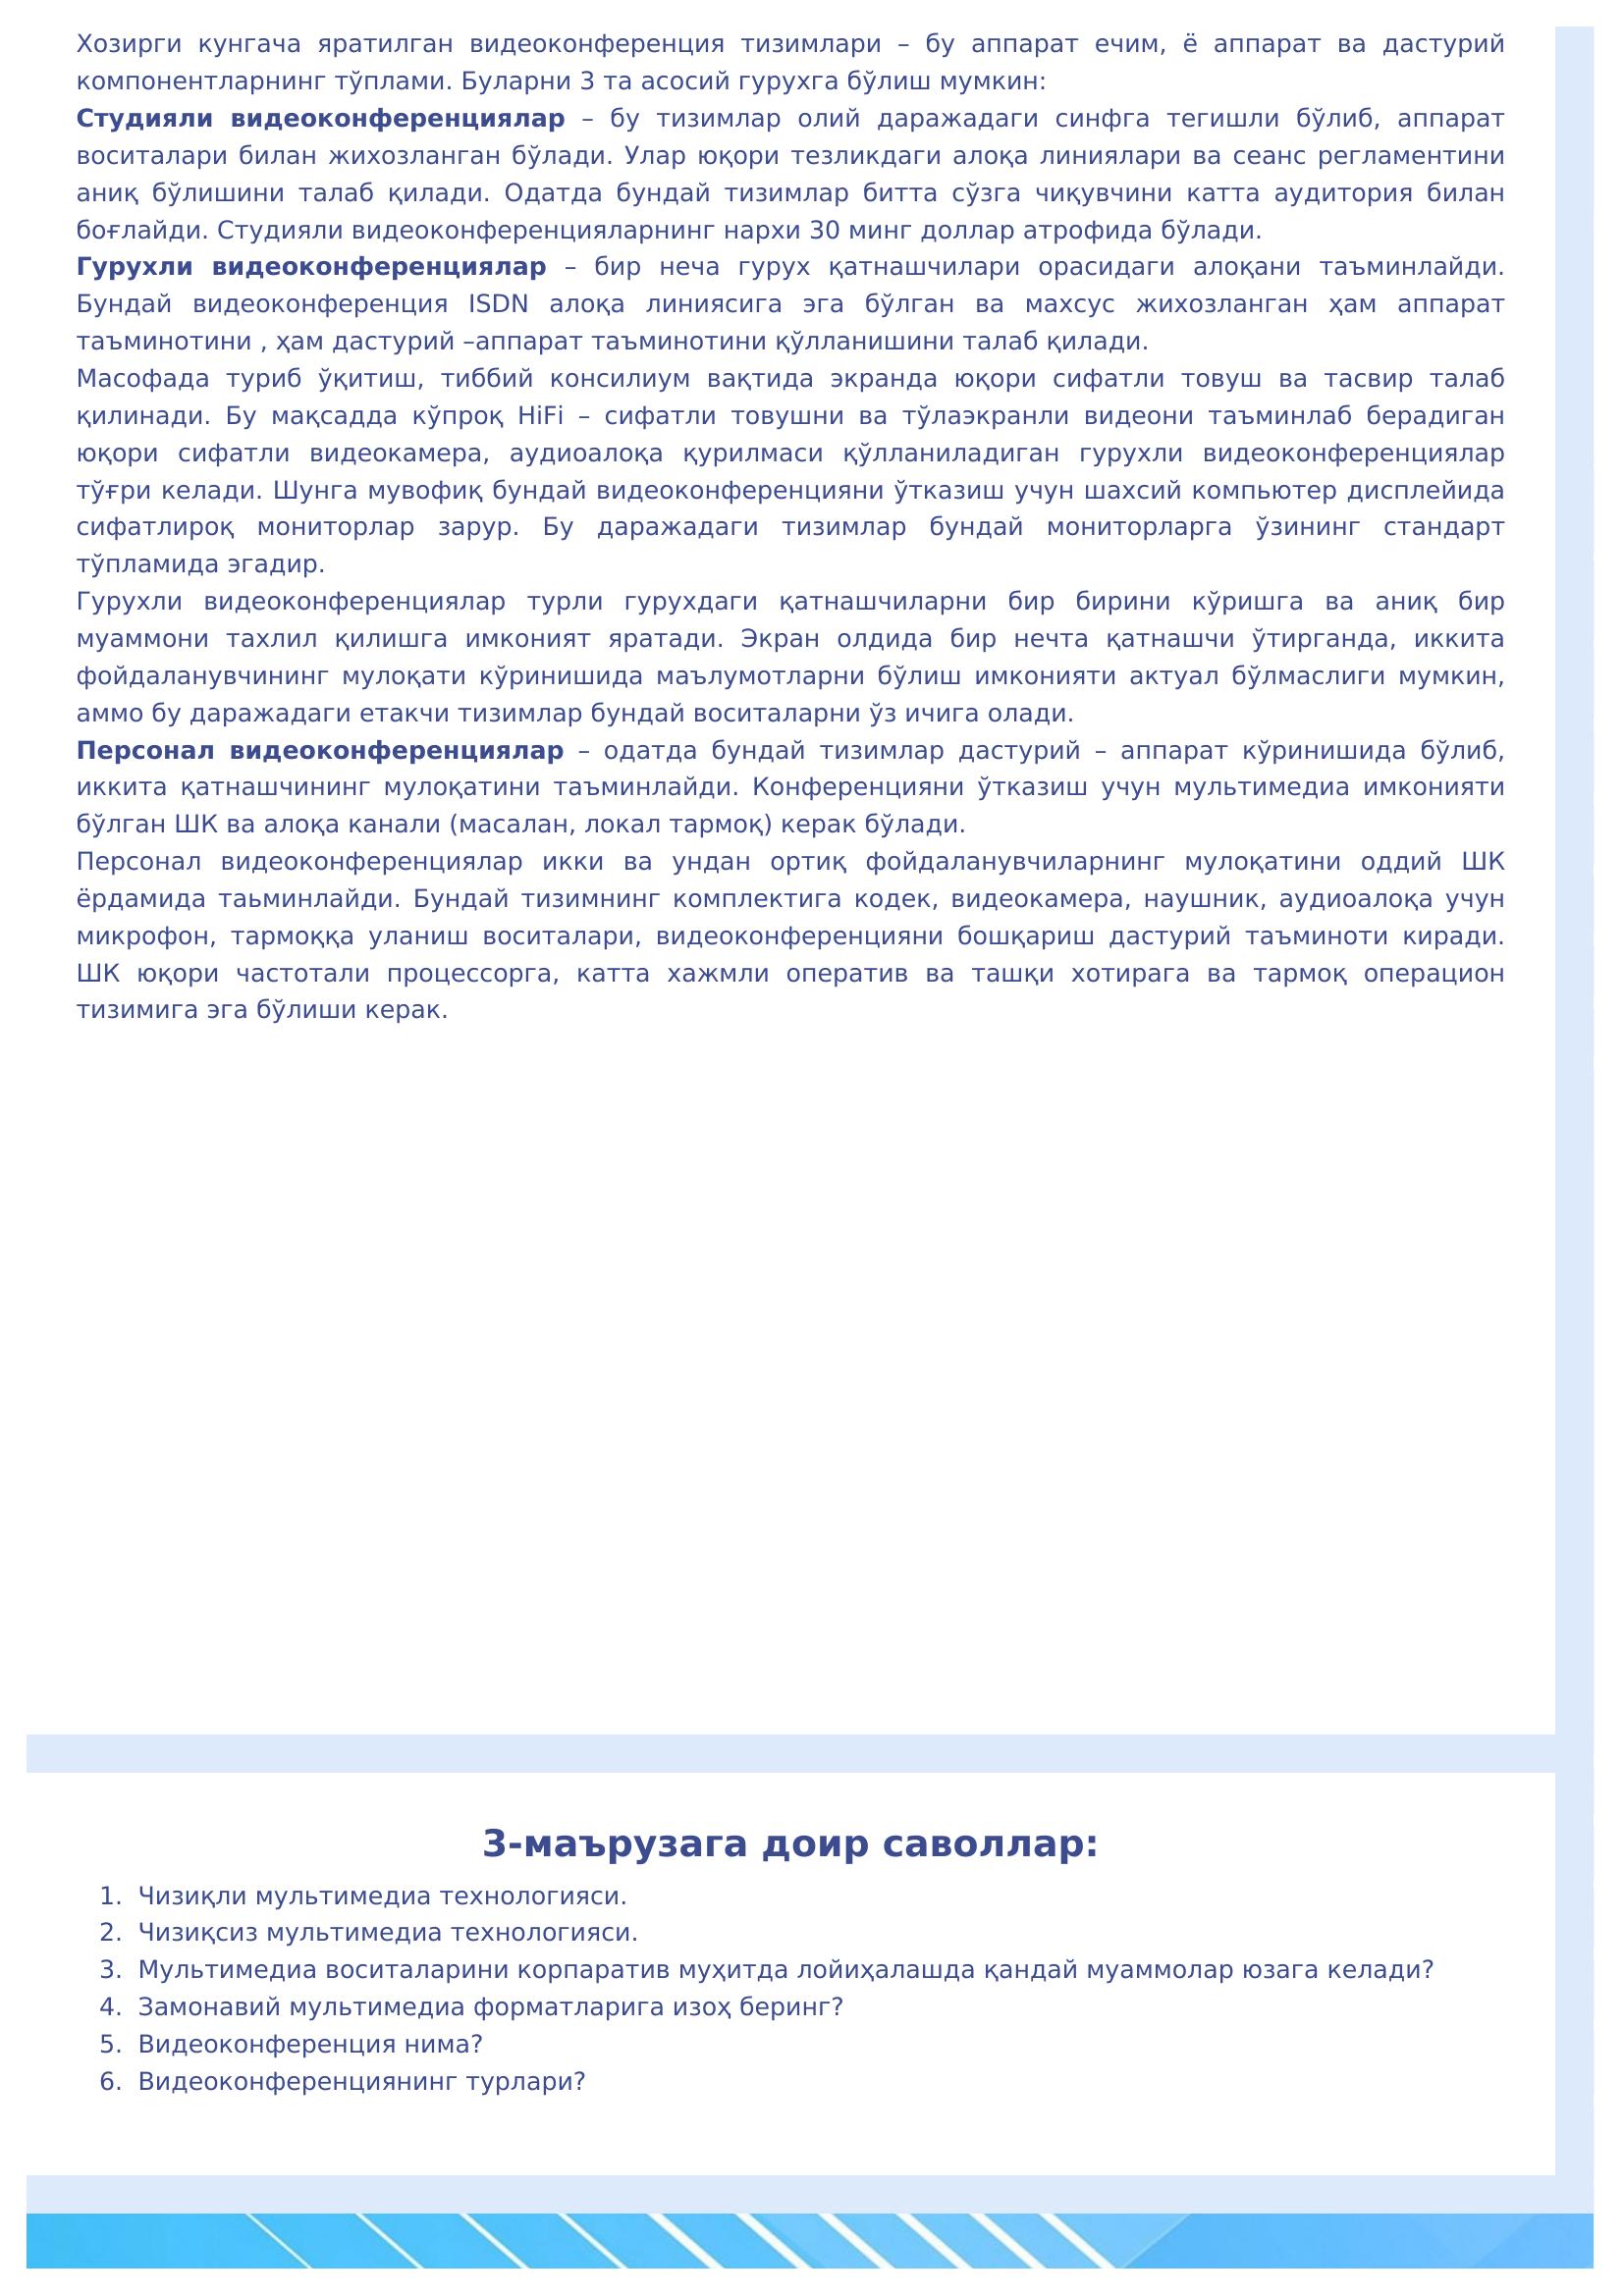 Хозирги кунгача яратилган видеоконференция тизимлари – бу аппарат ечим, ё аппарат ва дастурий
компонентларнинг тўплами. Буларни 3 та асосий гурухга бўлиш мумкин:
Студияли видеоконференциялар – бу тизимлар олий даражадаги синфга тегишли бўлиб, аппарат
воситалари билан жихозланган бўлади. Улар юқори тезликдаги алоқа линиялари ва сеанс регламентини
аниқ бўлишини талаб қилади. Одатда бундай тизимлар битта сўзга чиқувчини катта аудитория билан
боғлайди. Студияли видеоконференцияларнинг нархи 30 минг доллар атрофида бўлади.
Гурухли видеоконференциялар – бир неча гурух қатнашчилари орасидаги алоқани таъминлайди.
Бундай видеоконференция ISDN алоқа линиясига эга бўлган ва махсус жихозланган ҳам аппарат
таъминотини , ҳам дастурий –аппарат таъминотини қўлланишини талаб қилади.
Масофада туриб ўқитиш, тиббий консилиум вақтида экранда юқори сифатли товуш ва тасвир талаб
қилинади. Бу мақсадда кўпроқ HiFi – сифатли товушни ва тўлаэкранли видеони таъминлаб берадиган
юқори сифатли видеокамера, аудиоалоқа қурилмаси қўлланиладиган гурухли видеоконференциялар
тўғри келади. Шунга мувофиқ бундай видеоконференцияни ўтказиш учун шахсий компьютер дисплейида
сифатлироқ мониторлар зарур. Бу даражадаги тизимлар бундай мониторларга ўзининг стандарт
тўпламида эгадир.
Гурухли видеоконференциялар турли гурухдаги қатнашчиларни бир бирини кўришга ва аниқ бир
муаммони тахлил қилишга имконият яратади. Экран олдида бир нечта қатнашчи ўтирганда, иккита
фойдаланувчининг мулоқати кўринишида маълумотларни бўлиш имконияти актуал бўлмаслиги мумкин,
аммо бу даражадаги етакчи тизимлар бундай воситаларни ўз ичига олади.
Персонал видеоконференциялар – одатда бундай тизимлар дастурий – аппарат кўринишида бўлиб,
иккита қатнашчининг мулоқатини таъминлайди. Конференцияни ўтказиш учун мультимедиа имконияти
бўлган ШК ва алоқа канали (масалан, локал тармоқ) керак бўлади.
Персонал видеоконференциялар икки ва ундан ортиқ фойдаланувчиларнинг мулоқатини оддий ШК
ёрдамида таьминлайди. Бундай тизимнинг комплектига кодек, видеокамера, наушник, аудиоалоқа учун
микрофон, тармоққа уланиш воситалари, видеоконференцияни бошқариш дастурий таъминоти киради.
ШК юқори частотали процессорга, катта хажмли оператив ва ташқи хотирага ва тармоқ операцион
тизимига эга бўлиши керак.
3-маърузага доир саволлар:
1. Чизиқли мультимедиа технологияси.
2. Чизиқсиз мультимедиа технологияси.
3. Мультимедиа воситаларини корпаратив муҳитда лойиҳалашда қандай муаммолар юзага келади?
4. Замонавий мультимедиа форматларига изоҳ беринг?
5. Видеоконференция нима?
6. Видеоконференциянинг турлари?